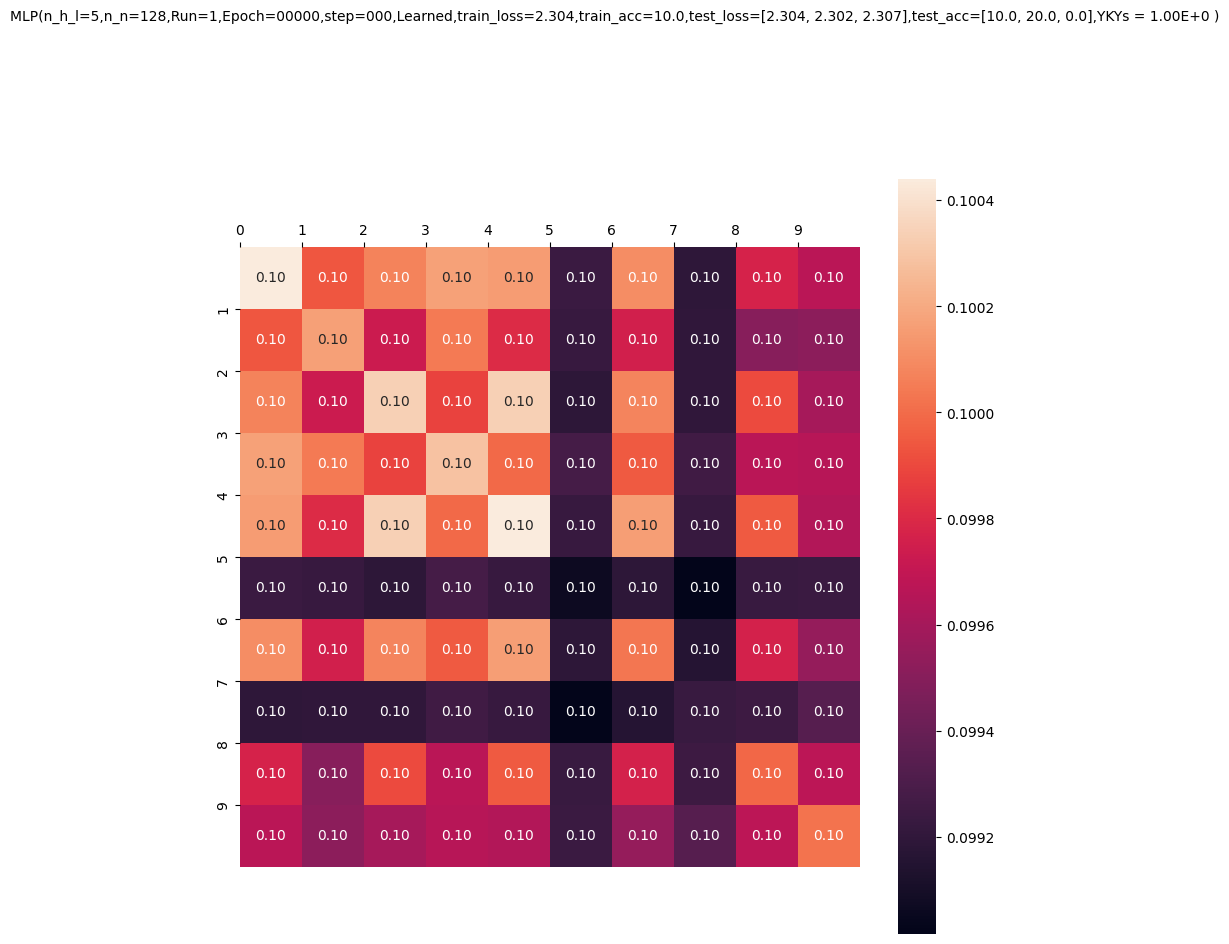 MLP(n_h_l=5,n_n=128,Run=1,Epoch=00000,step=000,Learned,train_loss=2.304,train_acc=10.0,test_loss=[2.304, 2.302, 2.307],test_acc=[10.0, 20.0, 0.0],YKYs = 1.00E+0 )
0 1 2 3 4 5 6 7 8 9
0.10 0.10 0.10 0.10 0.10 0.10 0.10 0.10 0.10 0.10
1
0.10 0.10 0.10 0.10 0.10 0.10 0.10 0.10 0.10 0.10
2
0.10 0.10 0.10 0.10 0.10 0.10 0.10 0.10 0.10 0.10
3
0.10 0.10 0.10 0.10 0.10 0.10 0.10 0.10 0.10 0.10
4
0.10 0.10 0.10 0.10 0.10 0.10 0.10 0.10 0.10 0.10
5
0.10 0.10 0.10 0.10 0.10 0.10 0.10 0.10 0.10 0.10
6
0.10 0.10 0.10 0.10 0.10 0.10 0.10 0.10 0.10 0.10
7
0.10 0.10 0.10 0.10 0.10 0.10 0.10 0.10 0.10 0.10
8
0.10 0.10 0.10 0.10 0.10 0.10 0.10 0.10 0.10 0.10
9
0.10 0.10 0.10 0.10 0.10 0.10 0.10 0.10 0.10 0.10
0.1004
0.1002
0.1000
0.0998
0.0996
0.0994
0.0992